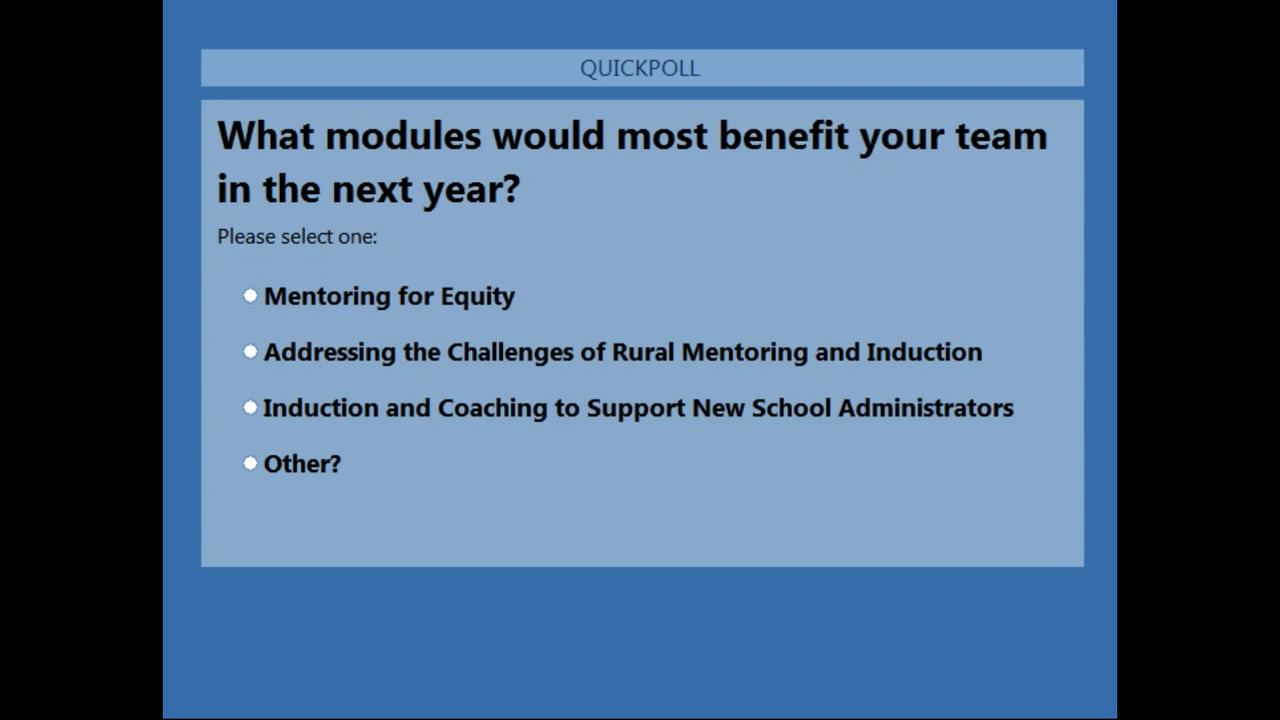 QUICKPOLL
What modules would most benefit your team
in the next year?
Please select one:
Mentoring for Equity
Addressing the Challenges of Rural Mentoring and Induction
Induction and Coaching to Support New School Administrators
Other?